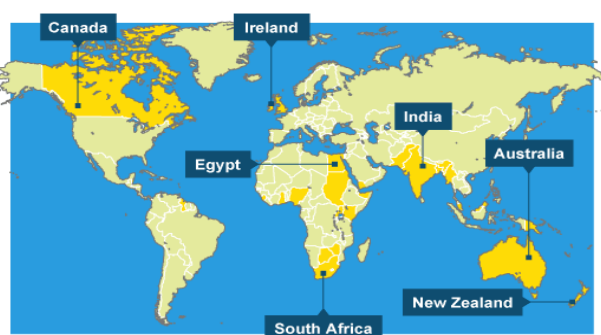 Canada
Ireland
India
Australia
Egypt
New Zealand
South Africa